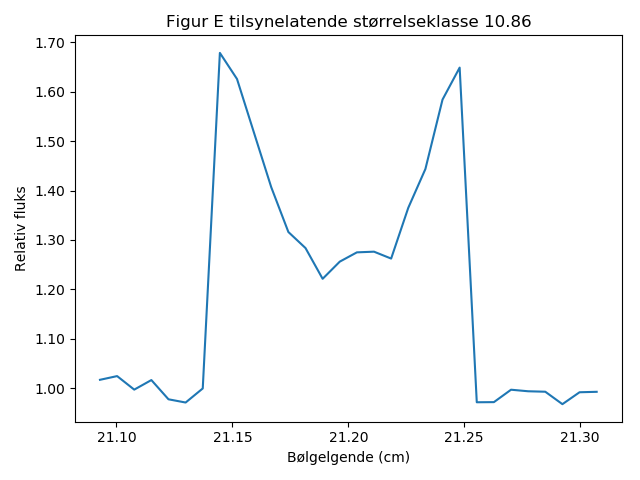 Figur E tilsynelatende størrelseklasse 10.86
1.70
1.60
1.50
1.40
1.30
1.20
1.10
1.00
Relativ fluks
21.10 21.15 21.20 21.25 21.30
Bølgelgende (cm)